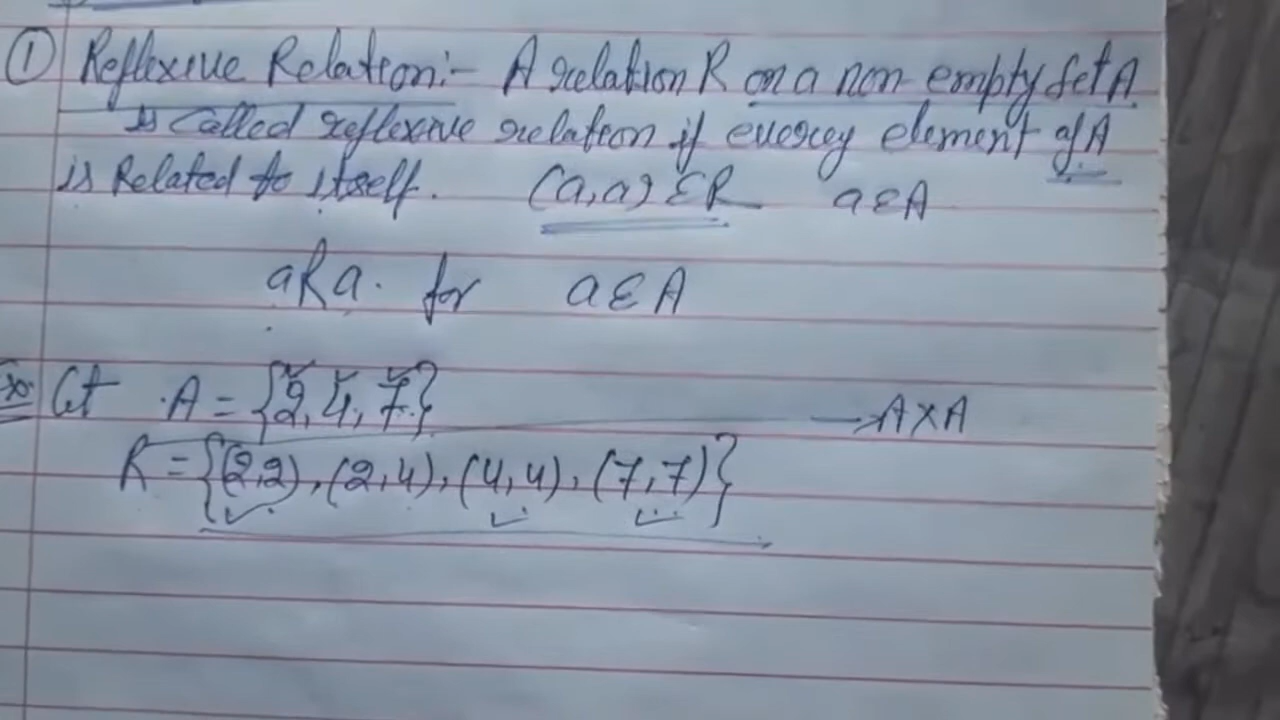 ① Reflexive Relation:- A relation R on a non empty Set A
is Called reflexive relation if every element of A
is Related to itself. (a,a) ∈ R a ∈ A
aRa. for a ∈ A
Ex. Let A = {2, 4, 7} → A×A
R = {(2,2), (2,4), (4,4), (7,7)}